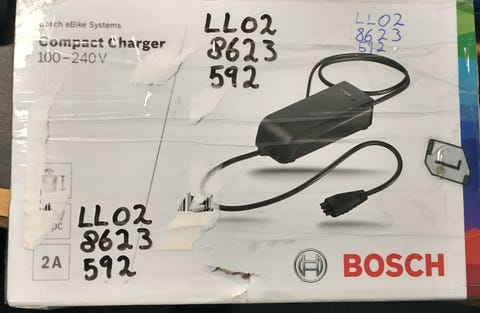 Bosch eBike Systems
Compact Charger
100-240V
LL02
8623
592
LL02
8623
592
LL02
8623
592
2A
BOSCH
L